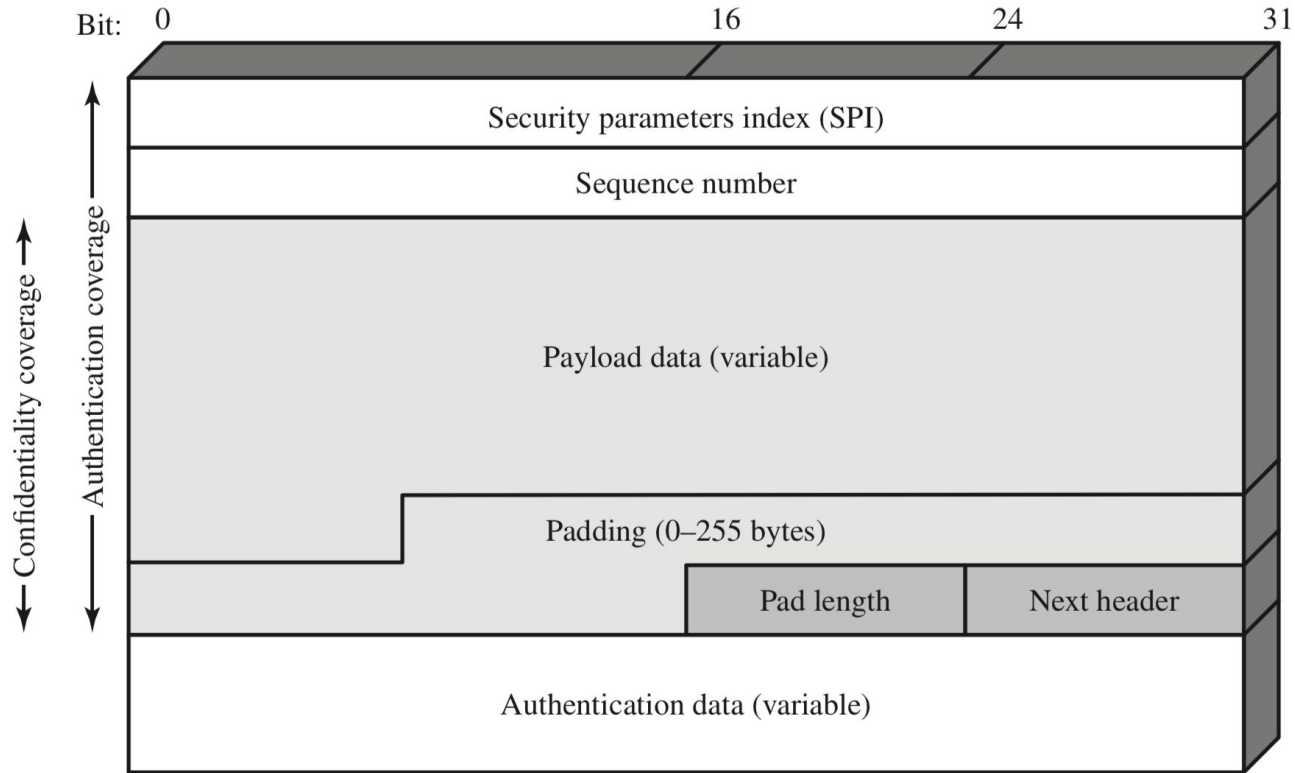 Bit: 0 16 24 31
Security parameters index (SPI)
Sequence number
Confidentiality coverage
Authentication coverage
Payload data (variable)
Padding (0–255 bytes)
Pad length Next header
Authentication data (variable)